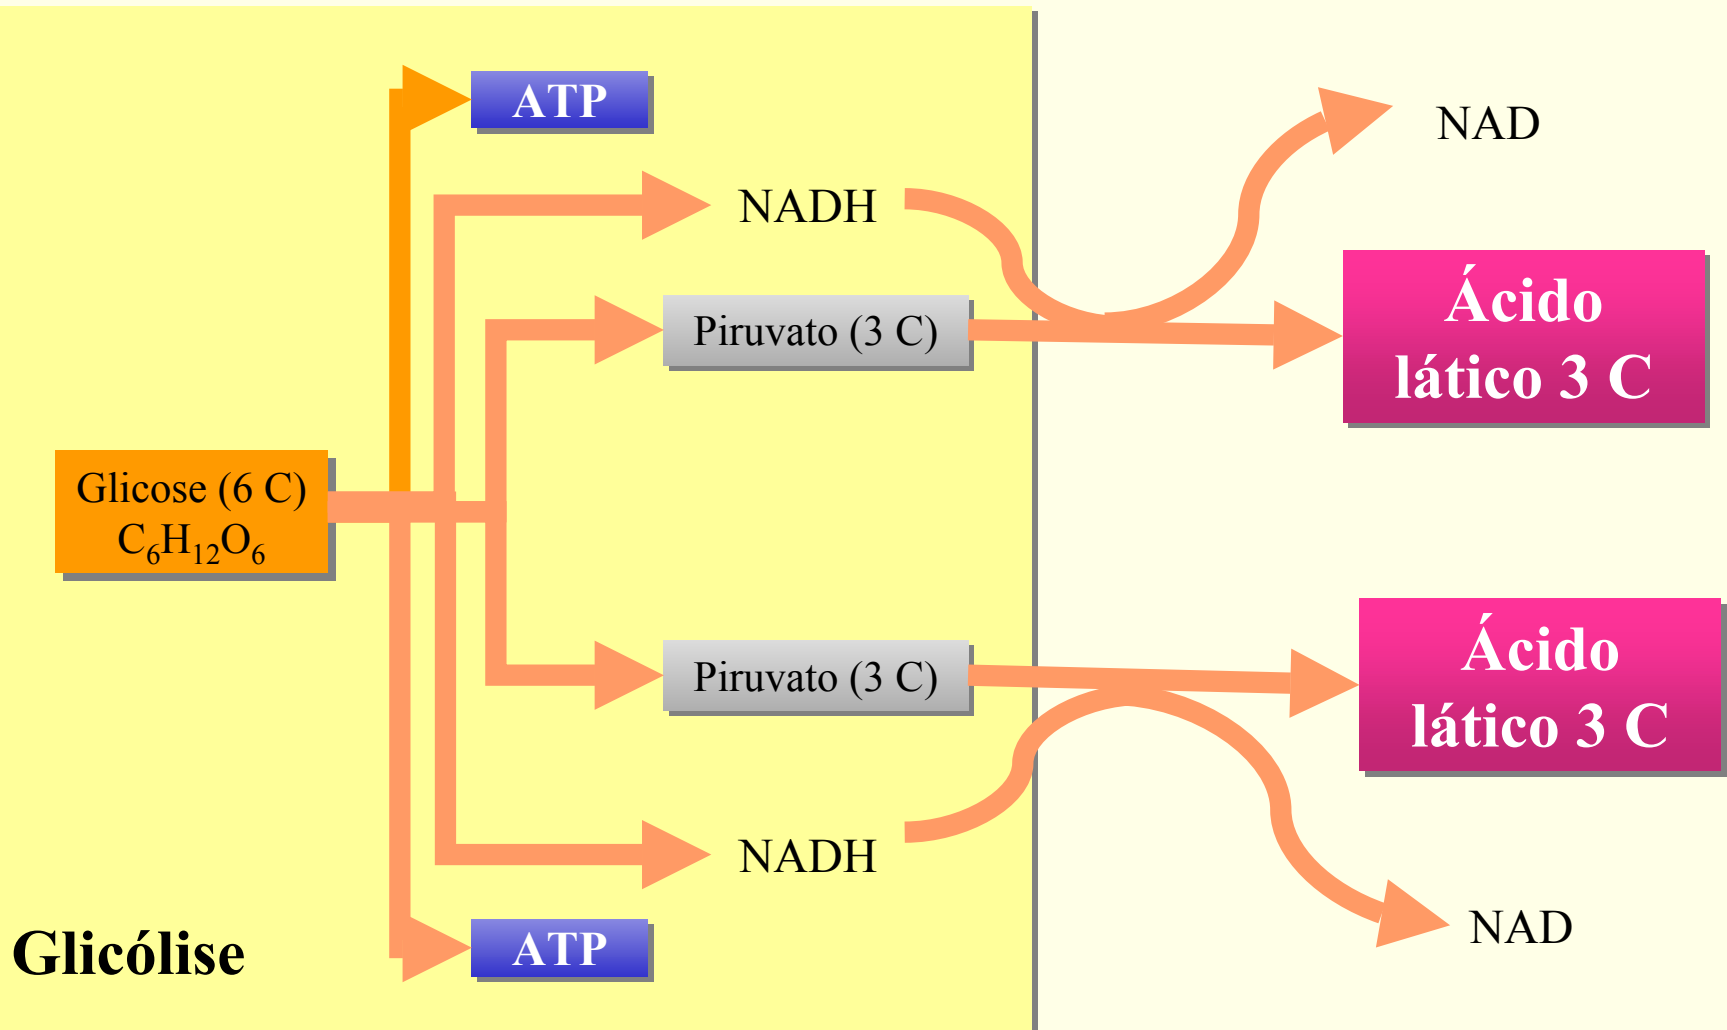 ATP
NAD
NADH
Ácido
lático 3 C
Piruvato (3 C)
Glicose (6 C)
C₆H₁₂O₆
Piruvato (3 C)
Ácido
lático 3 C
NADH
NAD
ATP
Glicólise